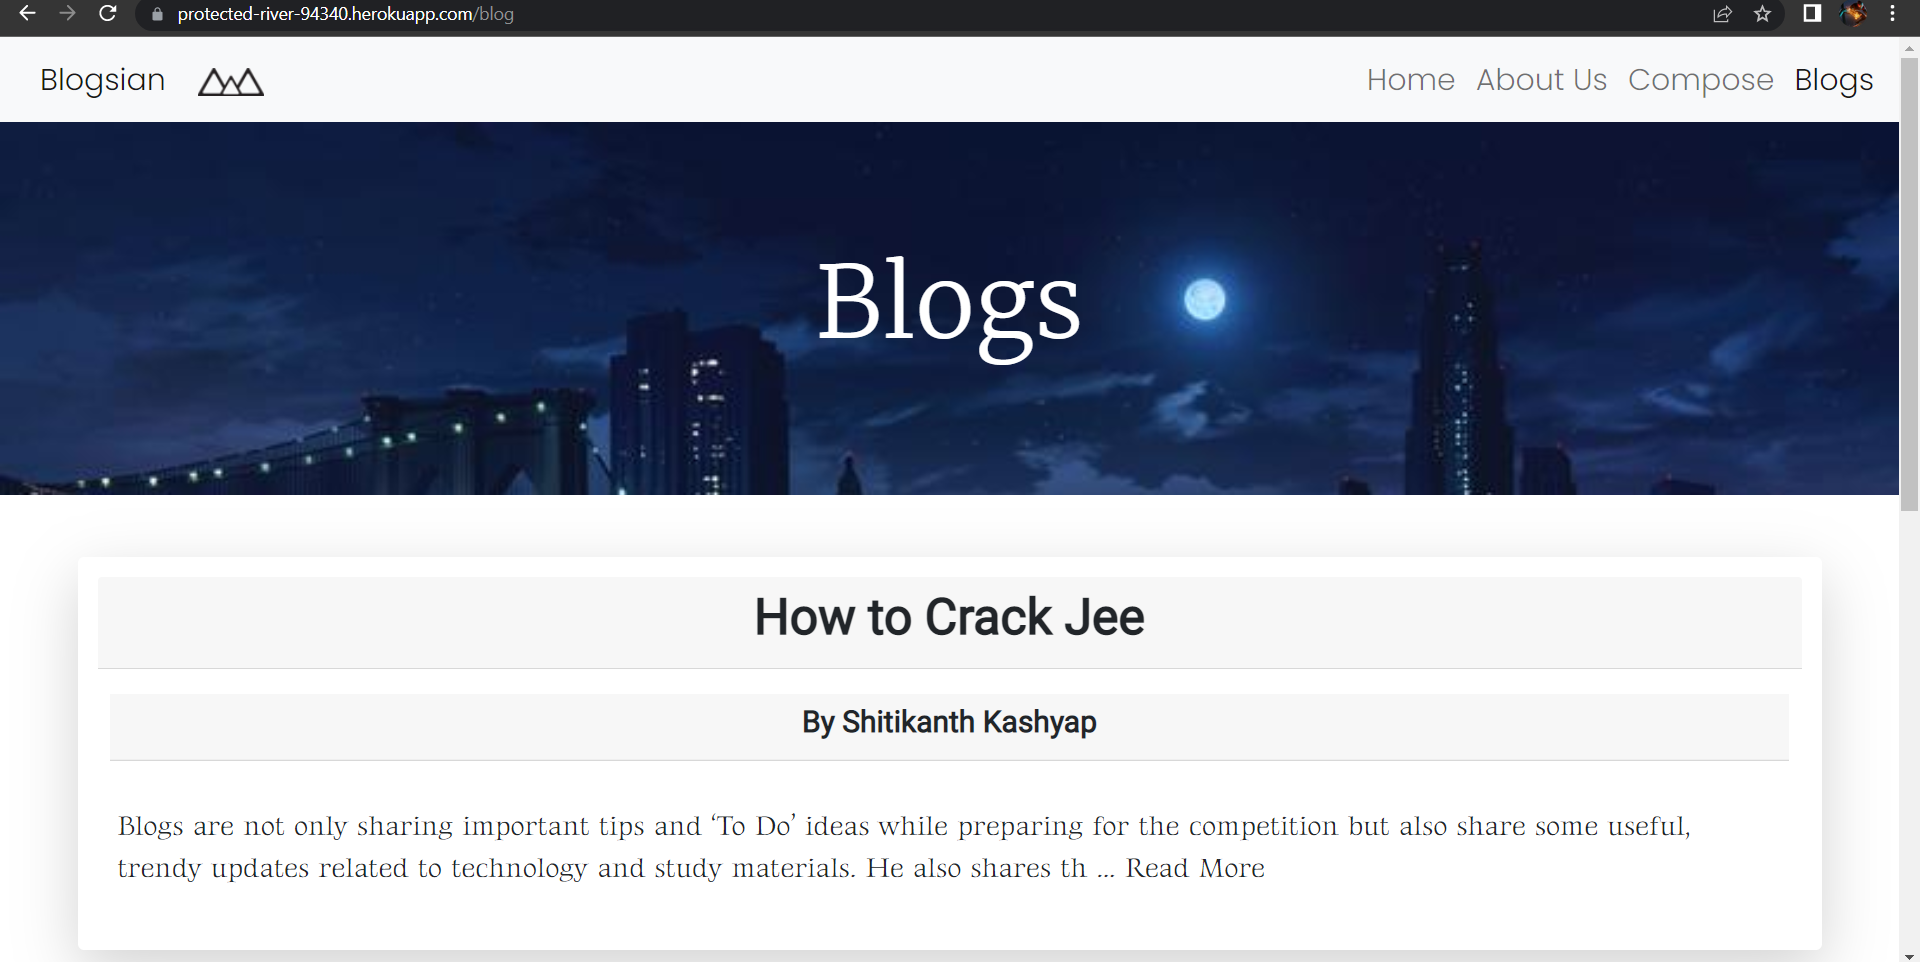 protected-river-94340.herokuapp.com/blog
Blogsian Home About Us Compose Blogs
Blogs
How to Crack Jee
By Shitikanth Kashyap
Blogs are not only sharing important tips and ‘To Do’ ideas while preparing for the competition but also share some useful,
trendy updates related to technology and study materials. He also shares th ... Read More